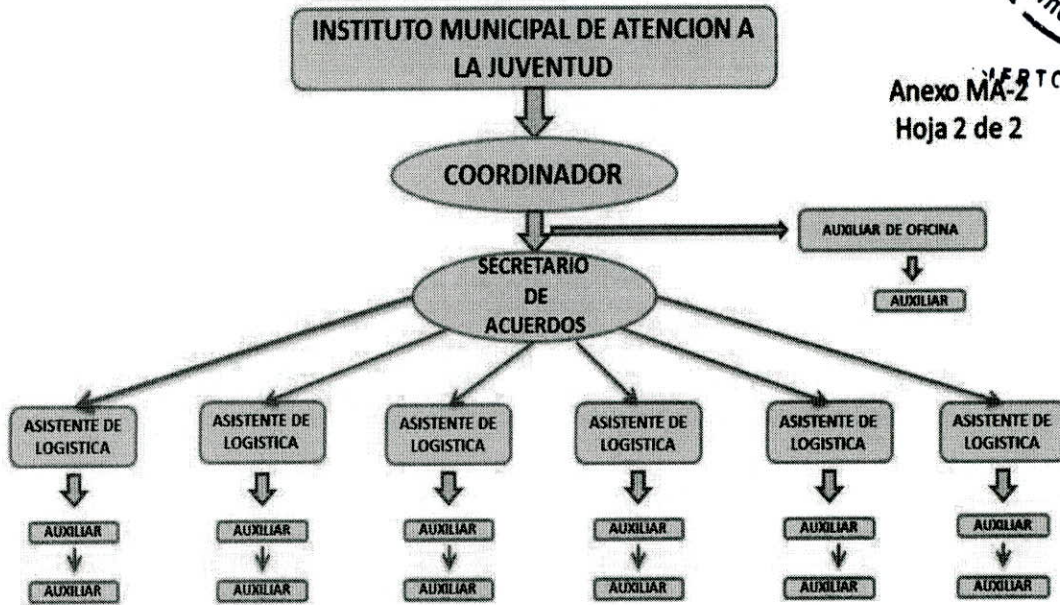 INSTITUTO MUNICIPAL DE ATENCION A
LA JUVENTUD
Anexo MA-2
Hoja 2 de 2
COORDINADOR
AUXILIAR DE OFICINA
AUXILIAR
SECRETARIO
DE
ACUERDOS
ASISTENTE DE
LOGISTICA
ASISTENTE DE
LOGISTICA
ASISTENTE DE
LOGISTICA
ASISTENTE DE
LOGISTICA
ASISTENTE DE
LOGISTICA
ASISTENTE DE
LOGISTICA
AUXILIAR
AUXILIAR
AUXILIAR
AUXILIAR
AUXILIAR
AUXILIAR
AUXILIAR
AUXILIAR
AUXILIAR
AUXILIAR
AUXILIAR
AUXILIAR